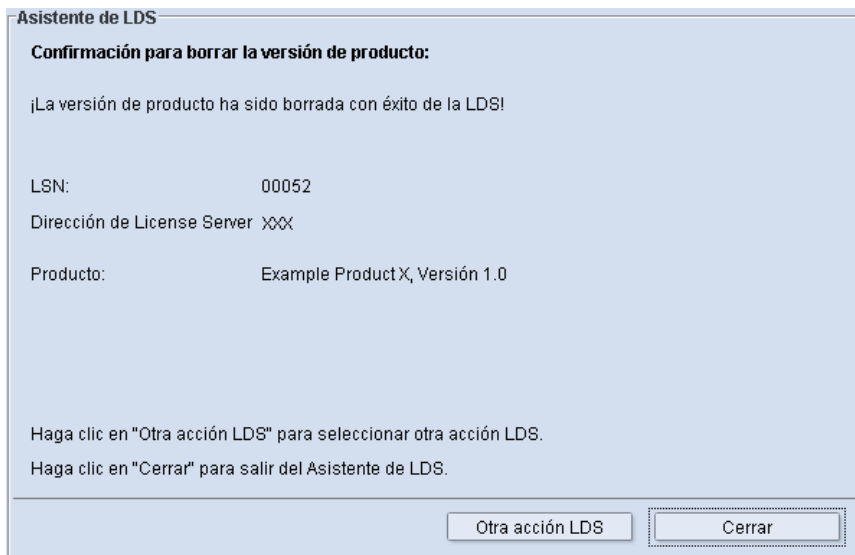 Asistente de LDS
Confirmación para borrar la versión de producto:
¡La versión de producto ha sido borrada con éxito de la LDS!
LSN: 00052
Dirección de License Server XXX
Producto: Example Product X, Versión 1.0
Haga clic en "Otra acción LDS" para seleccionar otra acción LDS.
Haga clic en "Cerrar" para salir del Asistente de LDS.
Otra acción LDS Cerrar